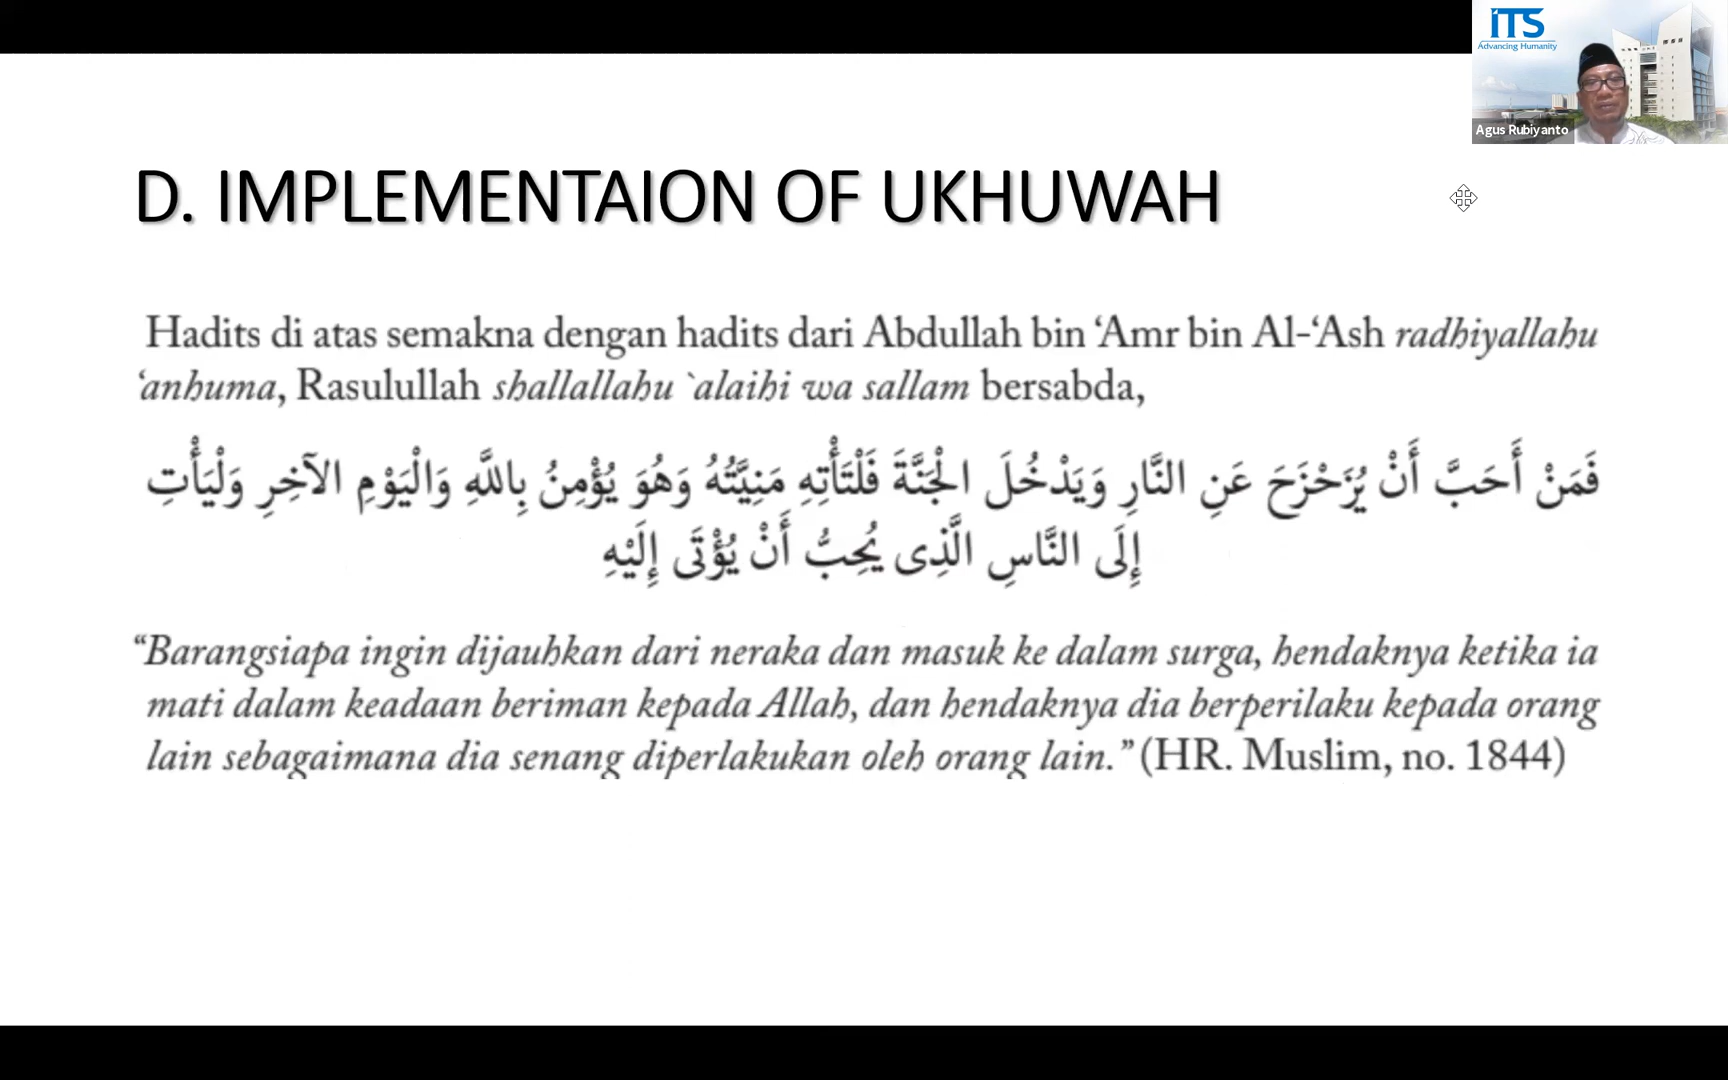 iTS
Advancing Humanity
Agus Rubiyanto
D. IMPLEMENTAION OF UKHUWAH
Hadits di atas semakna dengan hadits dari Abdullah bin ‘Amr bin Al-‘Ash radhiyallahu
‘anhuma, Rasulullah shallallahu `alaihi wa sallam bersabda,
فَمَنْ أَحَبَّ أَنْ يُزَحْزَحَ عَنِ النَّارِ وَيَدْخُلَ الْجَنَّةَ فَلْتَأْتِهِ مَنِيَّتُهُ وَهُوَ يُؤْمِنُ بِاللَّهِ وَالْيَوْمِ الآخِرِ وَلْيَأْتِ
إِلَى النَّاسِ الَّذِى يُحِبُّ أَنْ يُؤْتَى إِلَيْهِ
“Barangsiapa ingin dijauhkan dari neraka dan masuk ke dalam surga, hendaknya ketika ia
mati dalam keadaan beriman kepada Allah, dan hendaknya dia berperilaku kepada orang
lain sebagaimana dia senang diperlakukan oleh orang lain.” (HR. Muslim, no. 1844)